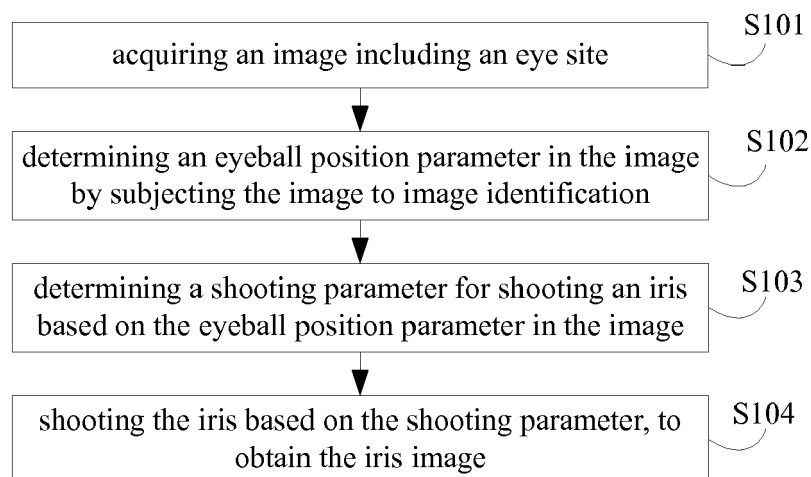 S101
acquiring an image including an eye site
S102
determining an eyeball position parameter in the image
by subjecting the image to image identification
S103
determining a shooting parameter for shooting an iris
based on the eyeball position parameter in the image
S104
shooting the iris based on the shooting parameter, to
obtain the iris image